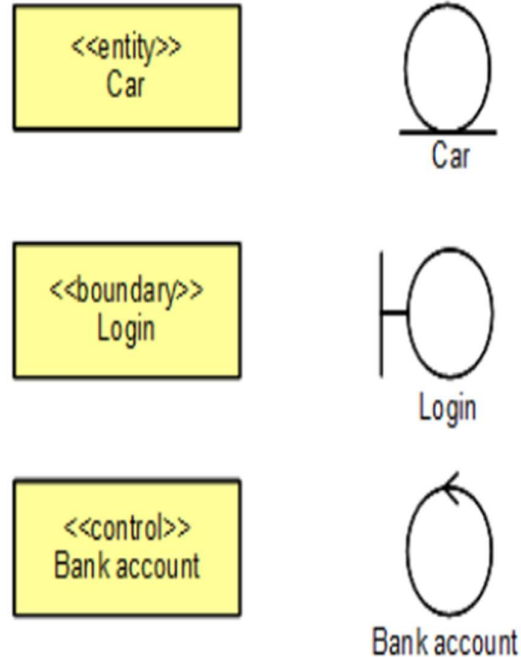 <<entity>>
Car
Car
<<boundary>>
Login
Login
<<control>>
Bank account
Bank account